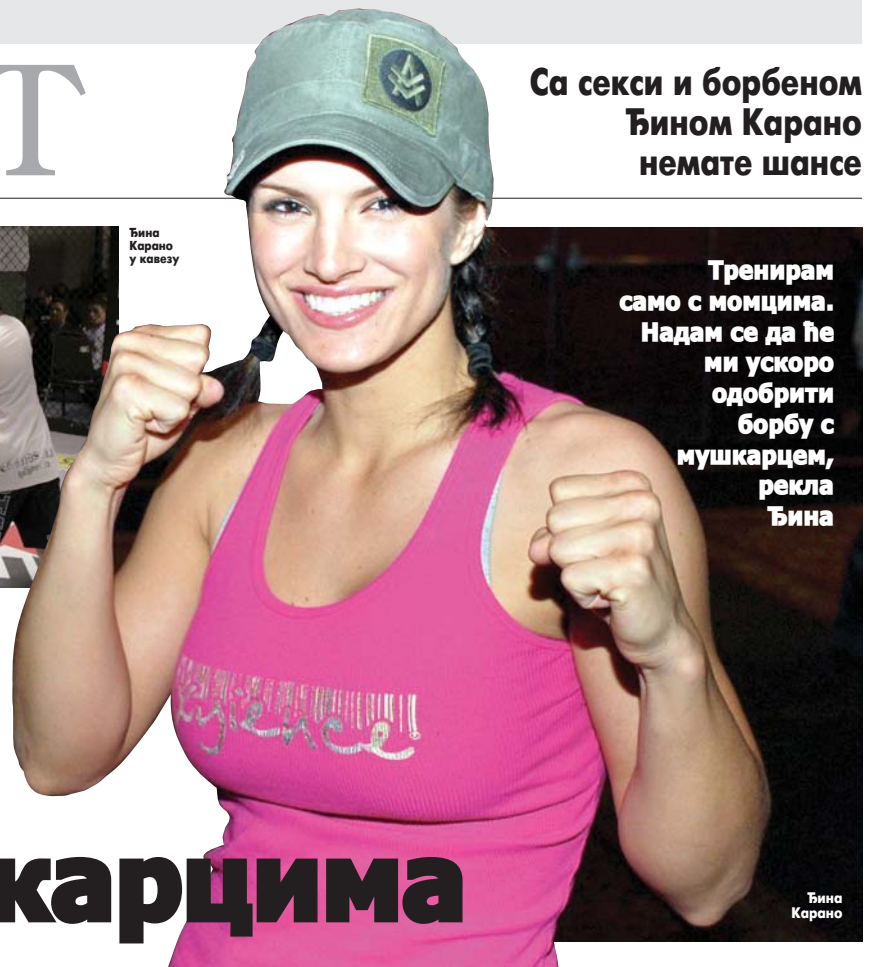 Т
Са секси и борбеном
Ђином Карано
немате шансе
Ђина
Карано
у кавезу
Тренирам
само с момцима.
Надам се да ће
ми ускоро
одобрити
борбу с
мушкарцем,
рекла
Ђина
карцима
Ђина
Карано